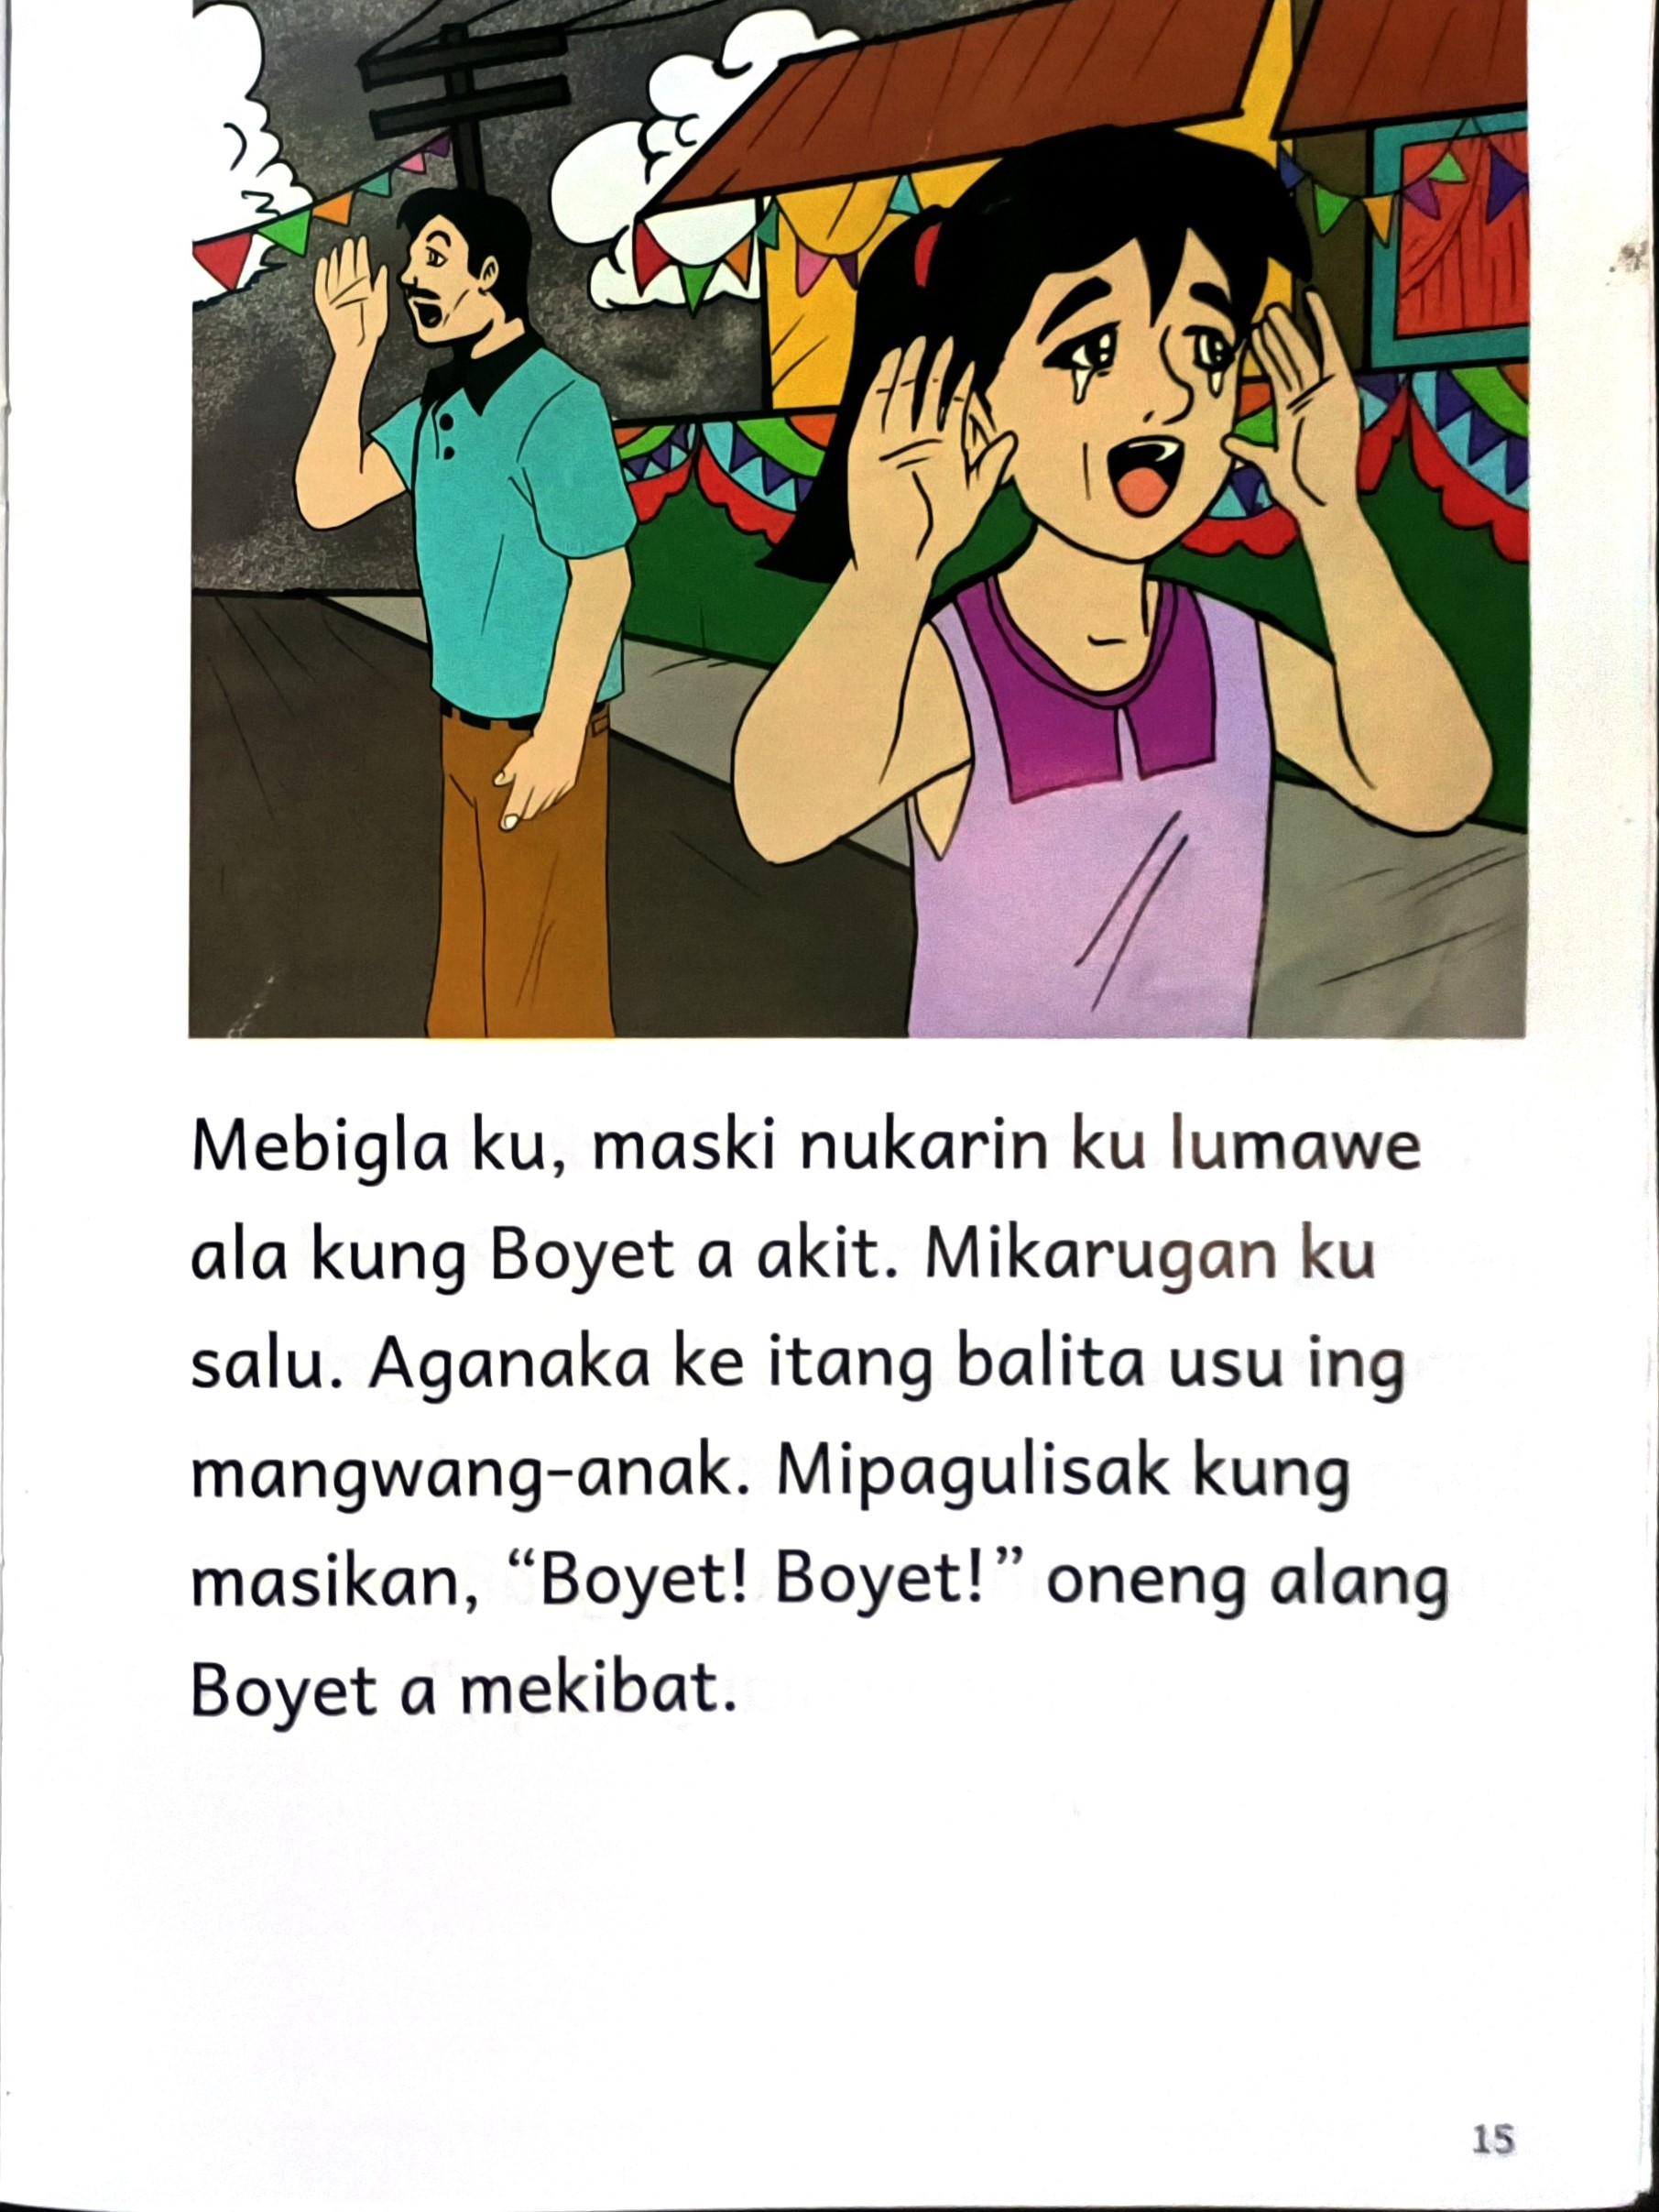 Mebigla ku, maski nukarin ku lumawe
ala kung Boyet a akit. Mikarugan ku
salu. Aganaka ke itang balita usu ing
mangwang-anak. Mipagulisak kung
masikan, “Boyet! Boyet!” oneng alang
Boyet a mekibat.
15